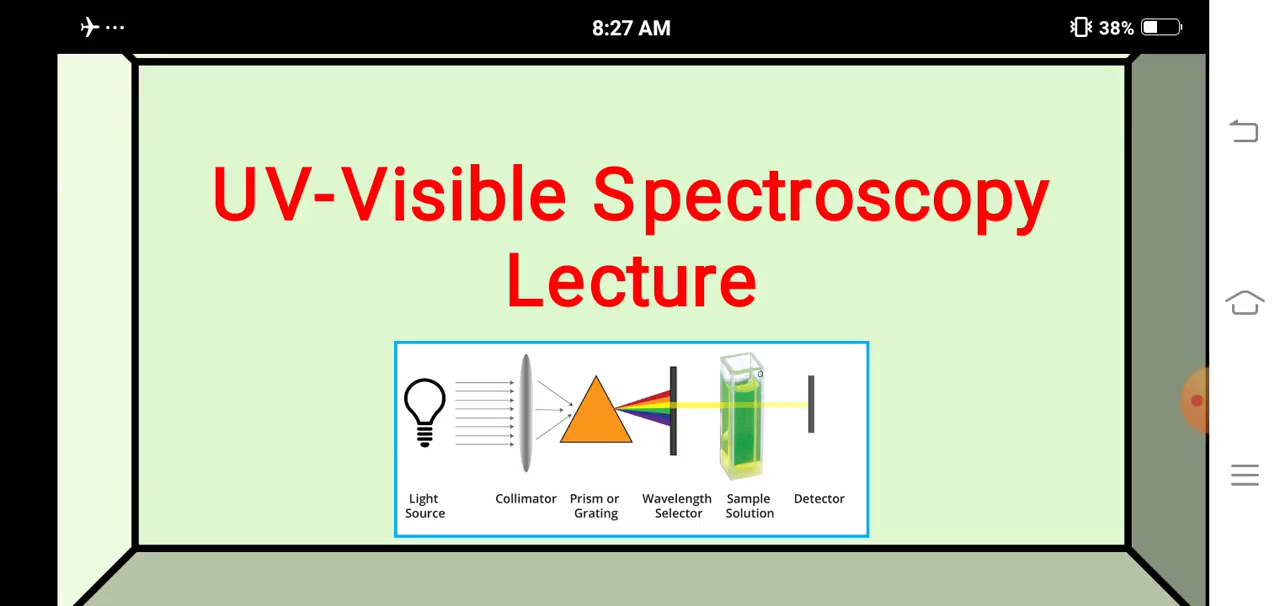 8:27 AM
38%
UV-Visible Spectroscopy
Lecture
Light
Source
Collimator
Prism or
Grating
Wavelength
Selector
Sample
Solution
Detector